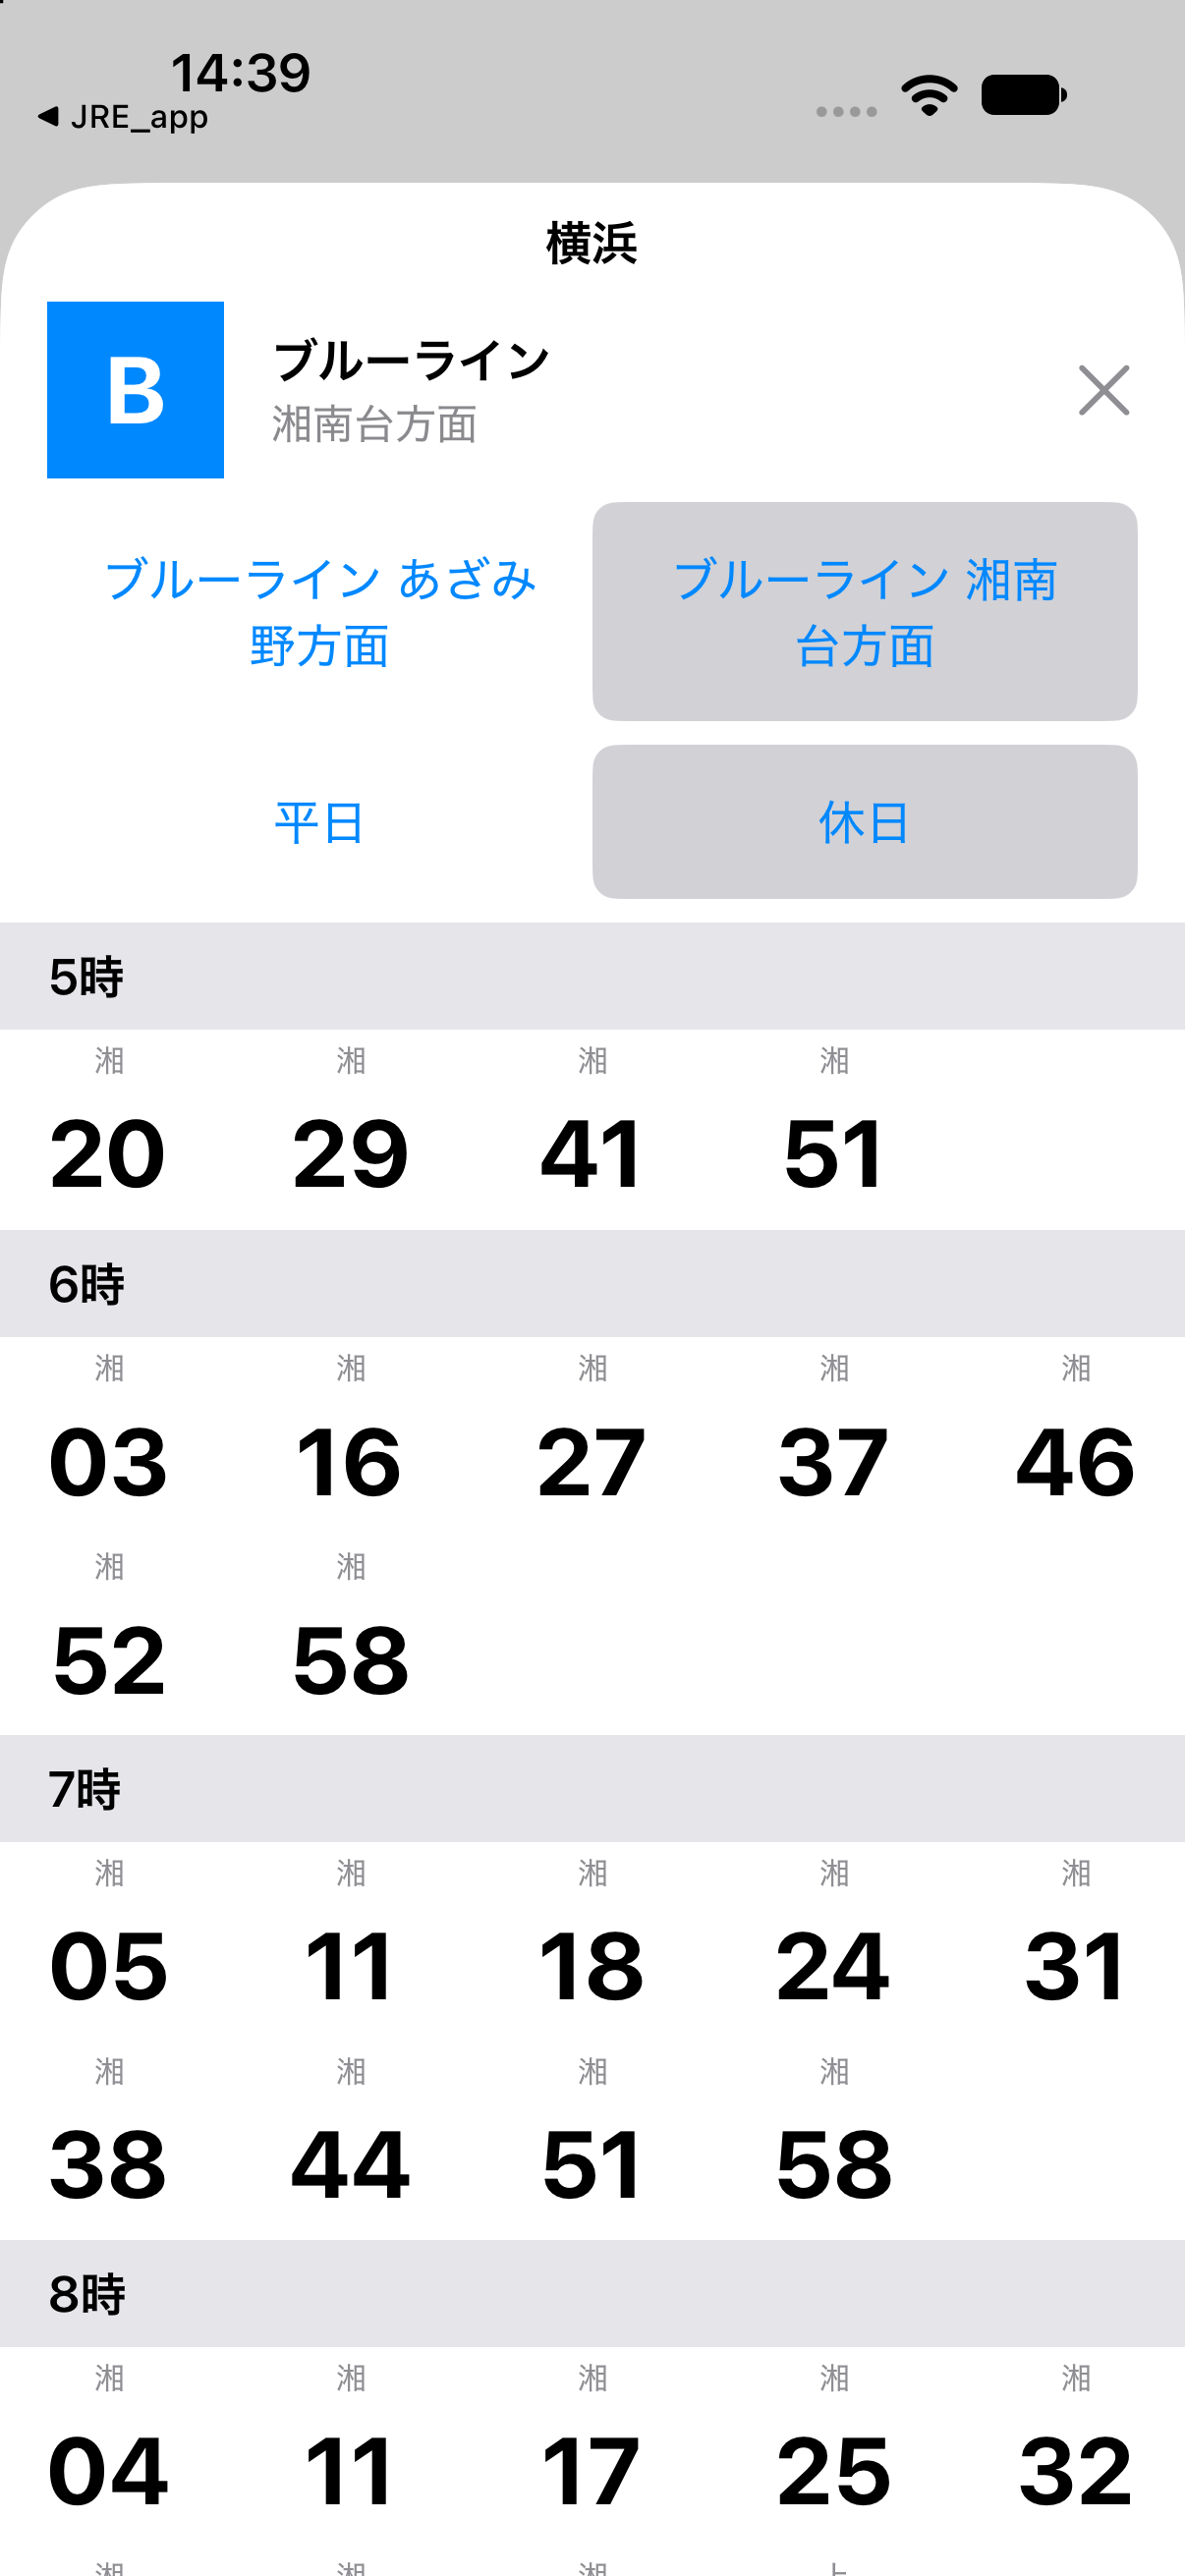 14:39
◀ JRE_app
横浜
B
ブルーライン
湘南台方面
ブルーライン あざみ
野方面
ブルーライン 湘南
台方面
平日
休日
5時
湘 湘 湘 湘
20 29 41 51
6時
湘 湘 湘 湘 湘
03 16 27 37 46
湘 湘
52 58
7時
湘 湘 湘 湘 湘
05 11 18 24 31
湘 湘 湘 湘
38 44 51 58
8時
湘 湘 湘 湘 湘
04 11 17 25 32
湘 湘 湘